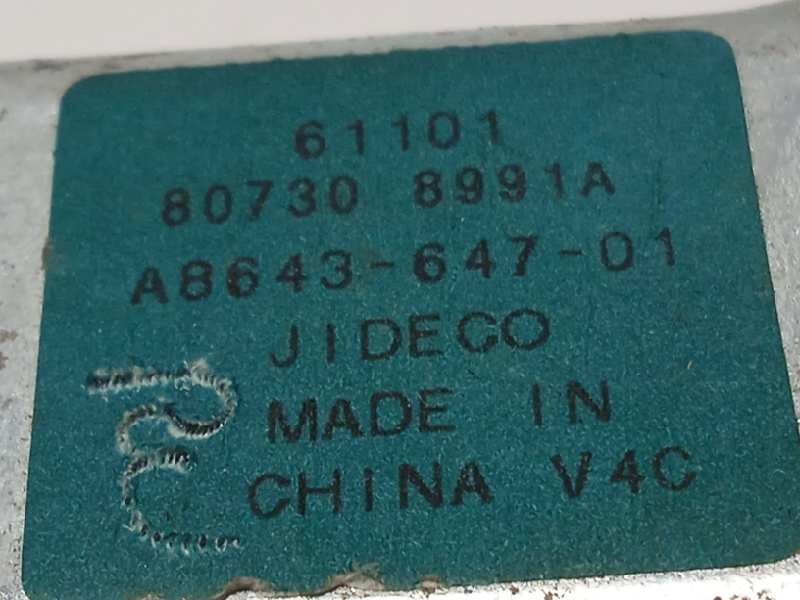 61101
80730 8991A
A8643-647-01
JIDECO
MADE IN
CHINA V4C